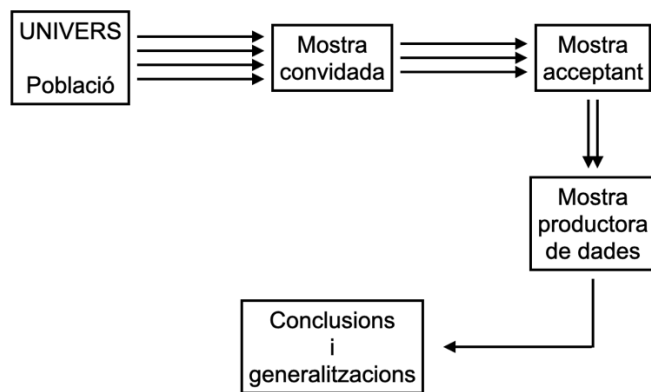 UNIVERS
Població
Mostra
convidada
Mostra
acceptant
Mostra
productora
de dades
Conclusions
i
generalitzacions